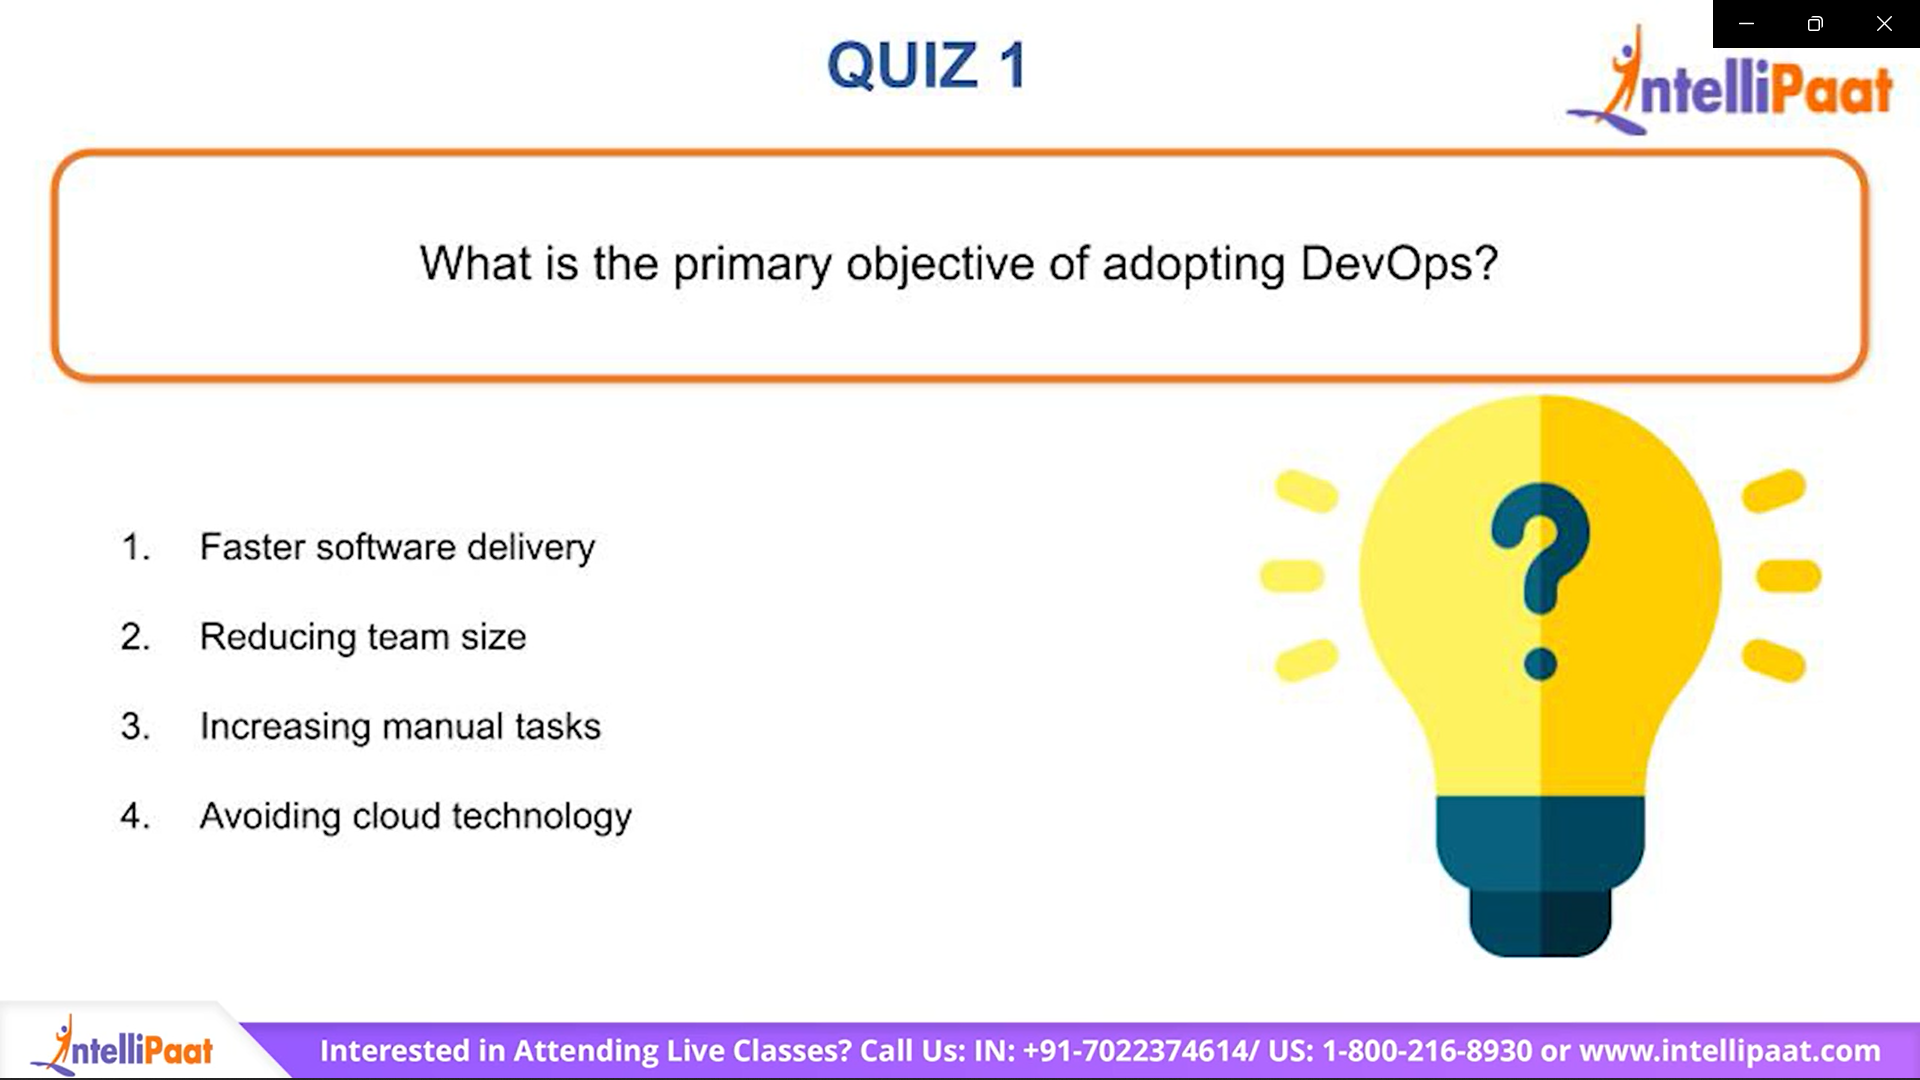 QUIZ 1
IntelliPaat
What is the primary objective of adopting DevOps?
?
1. Faster software delivery
2. Reducing team size
3. Increasing manual tasks
4. Avoiding cloud technology
IntelliPaat
Interested in Attending Live Classes? Call Us: IN: +91-7022374614/ US: 1-800-216-8930 or www.intellipaat.com